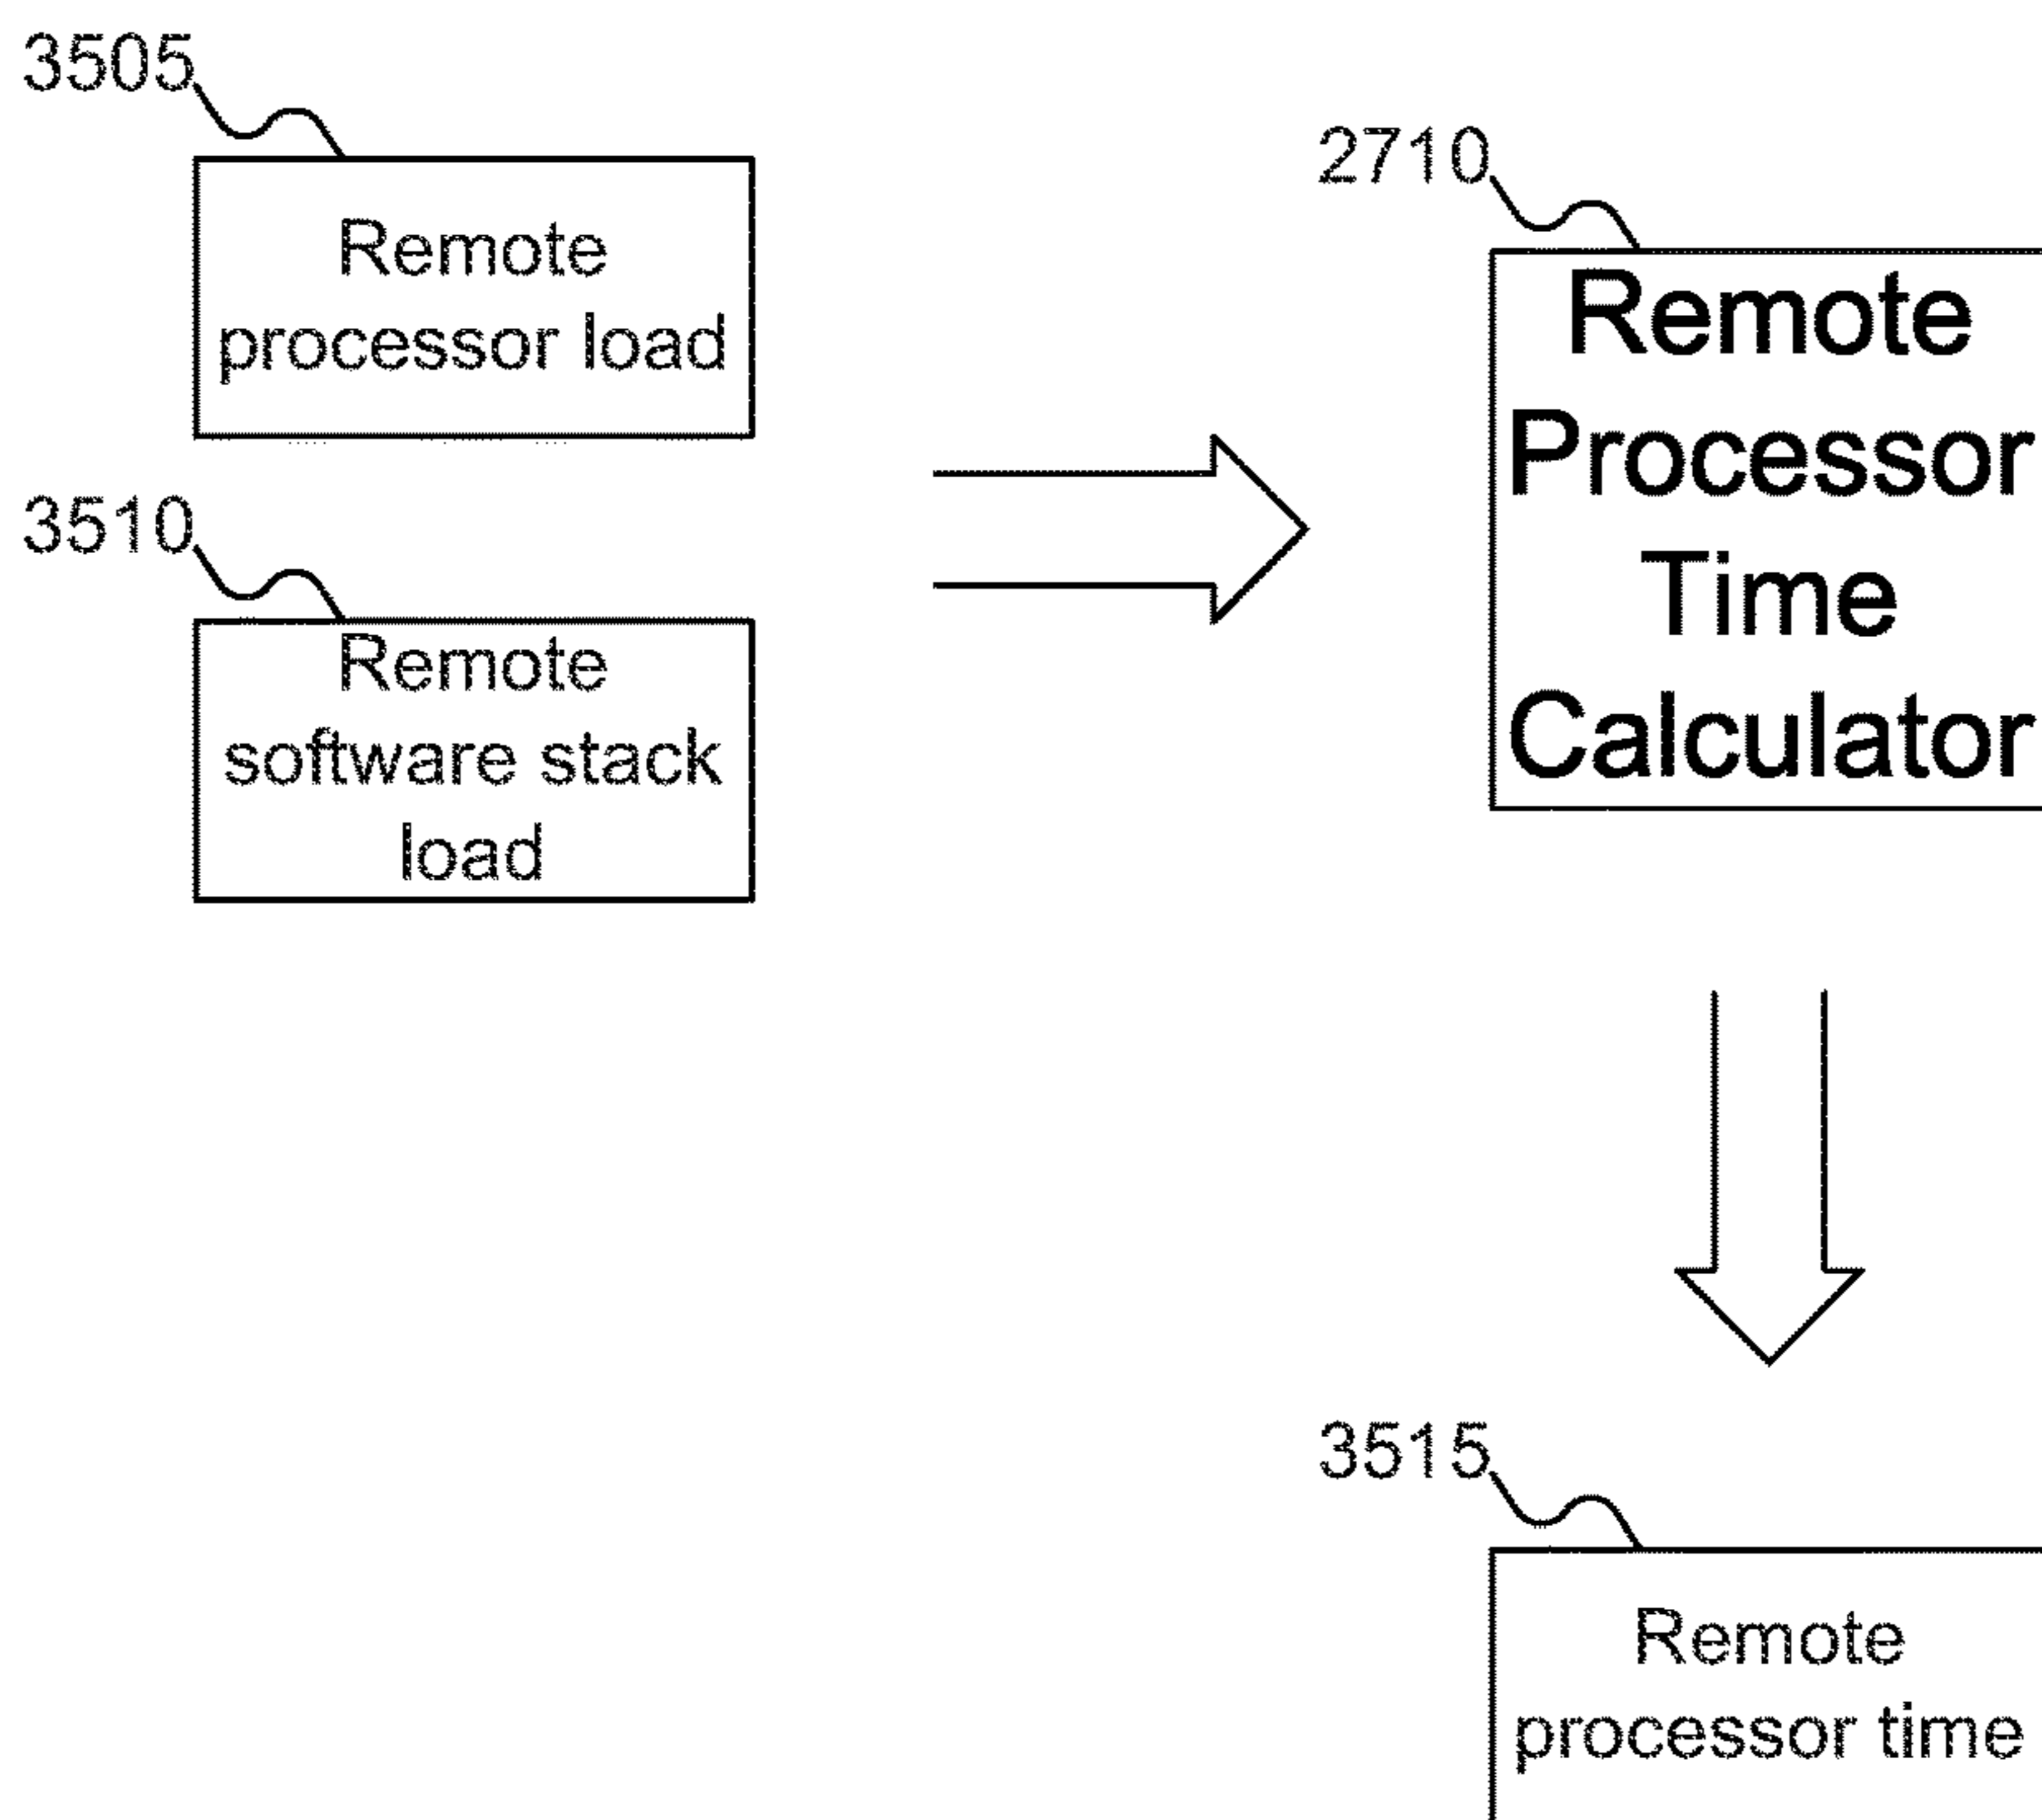 3505
Remote
processor load
3510
Remote
software stack
load
2710
Remote
Processor
Time
Calculator
3515
Remote
processor time